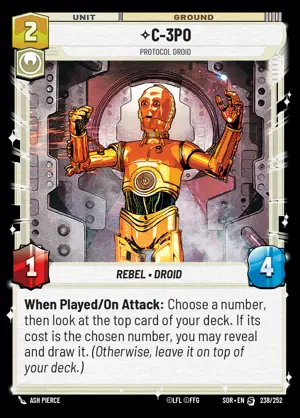 UNIT GROUND
2
C-3PO
PROTOCOL DROID
1
4
REBEL • DROID
When Played/On Attack: Choose a number,
then look at the top card of your deck. If its
cost is the chosen number, you may reveal
and draw it. (Otherwise, leave it on top of
your deck.)
ASH PIERCE ©LFL ©FFG SOR • EN C 238/252